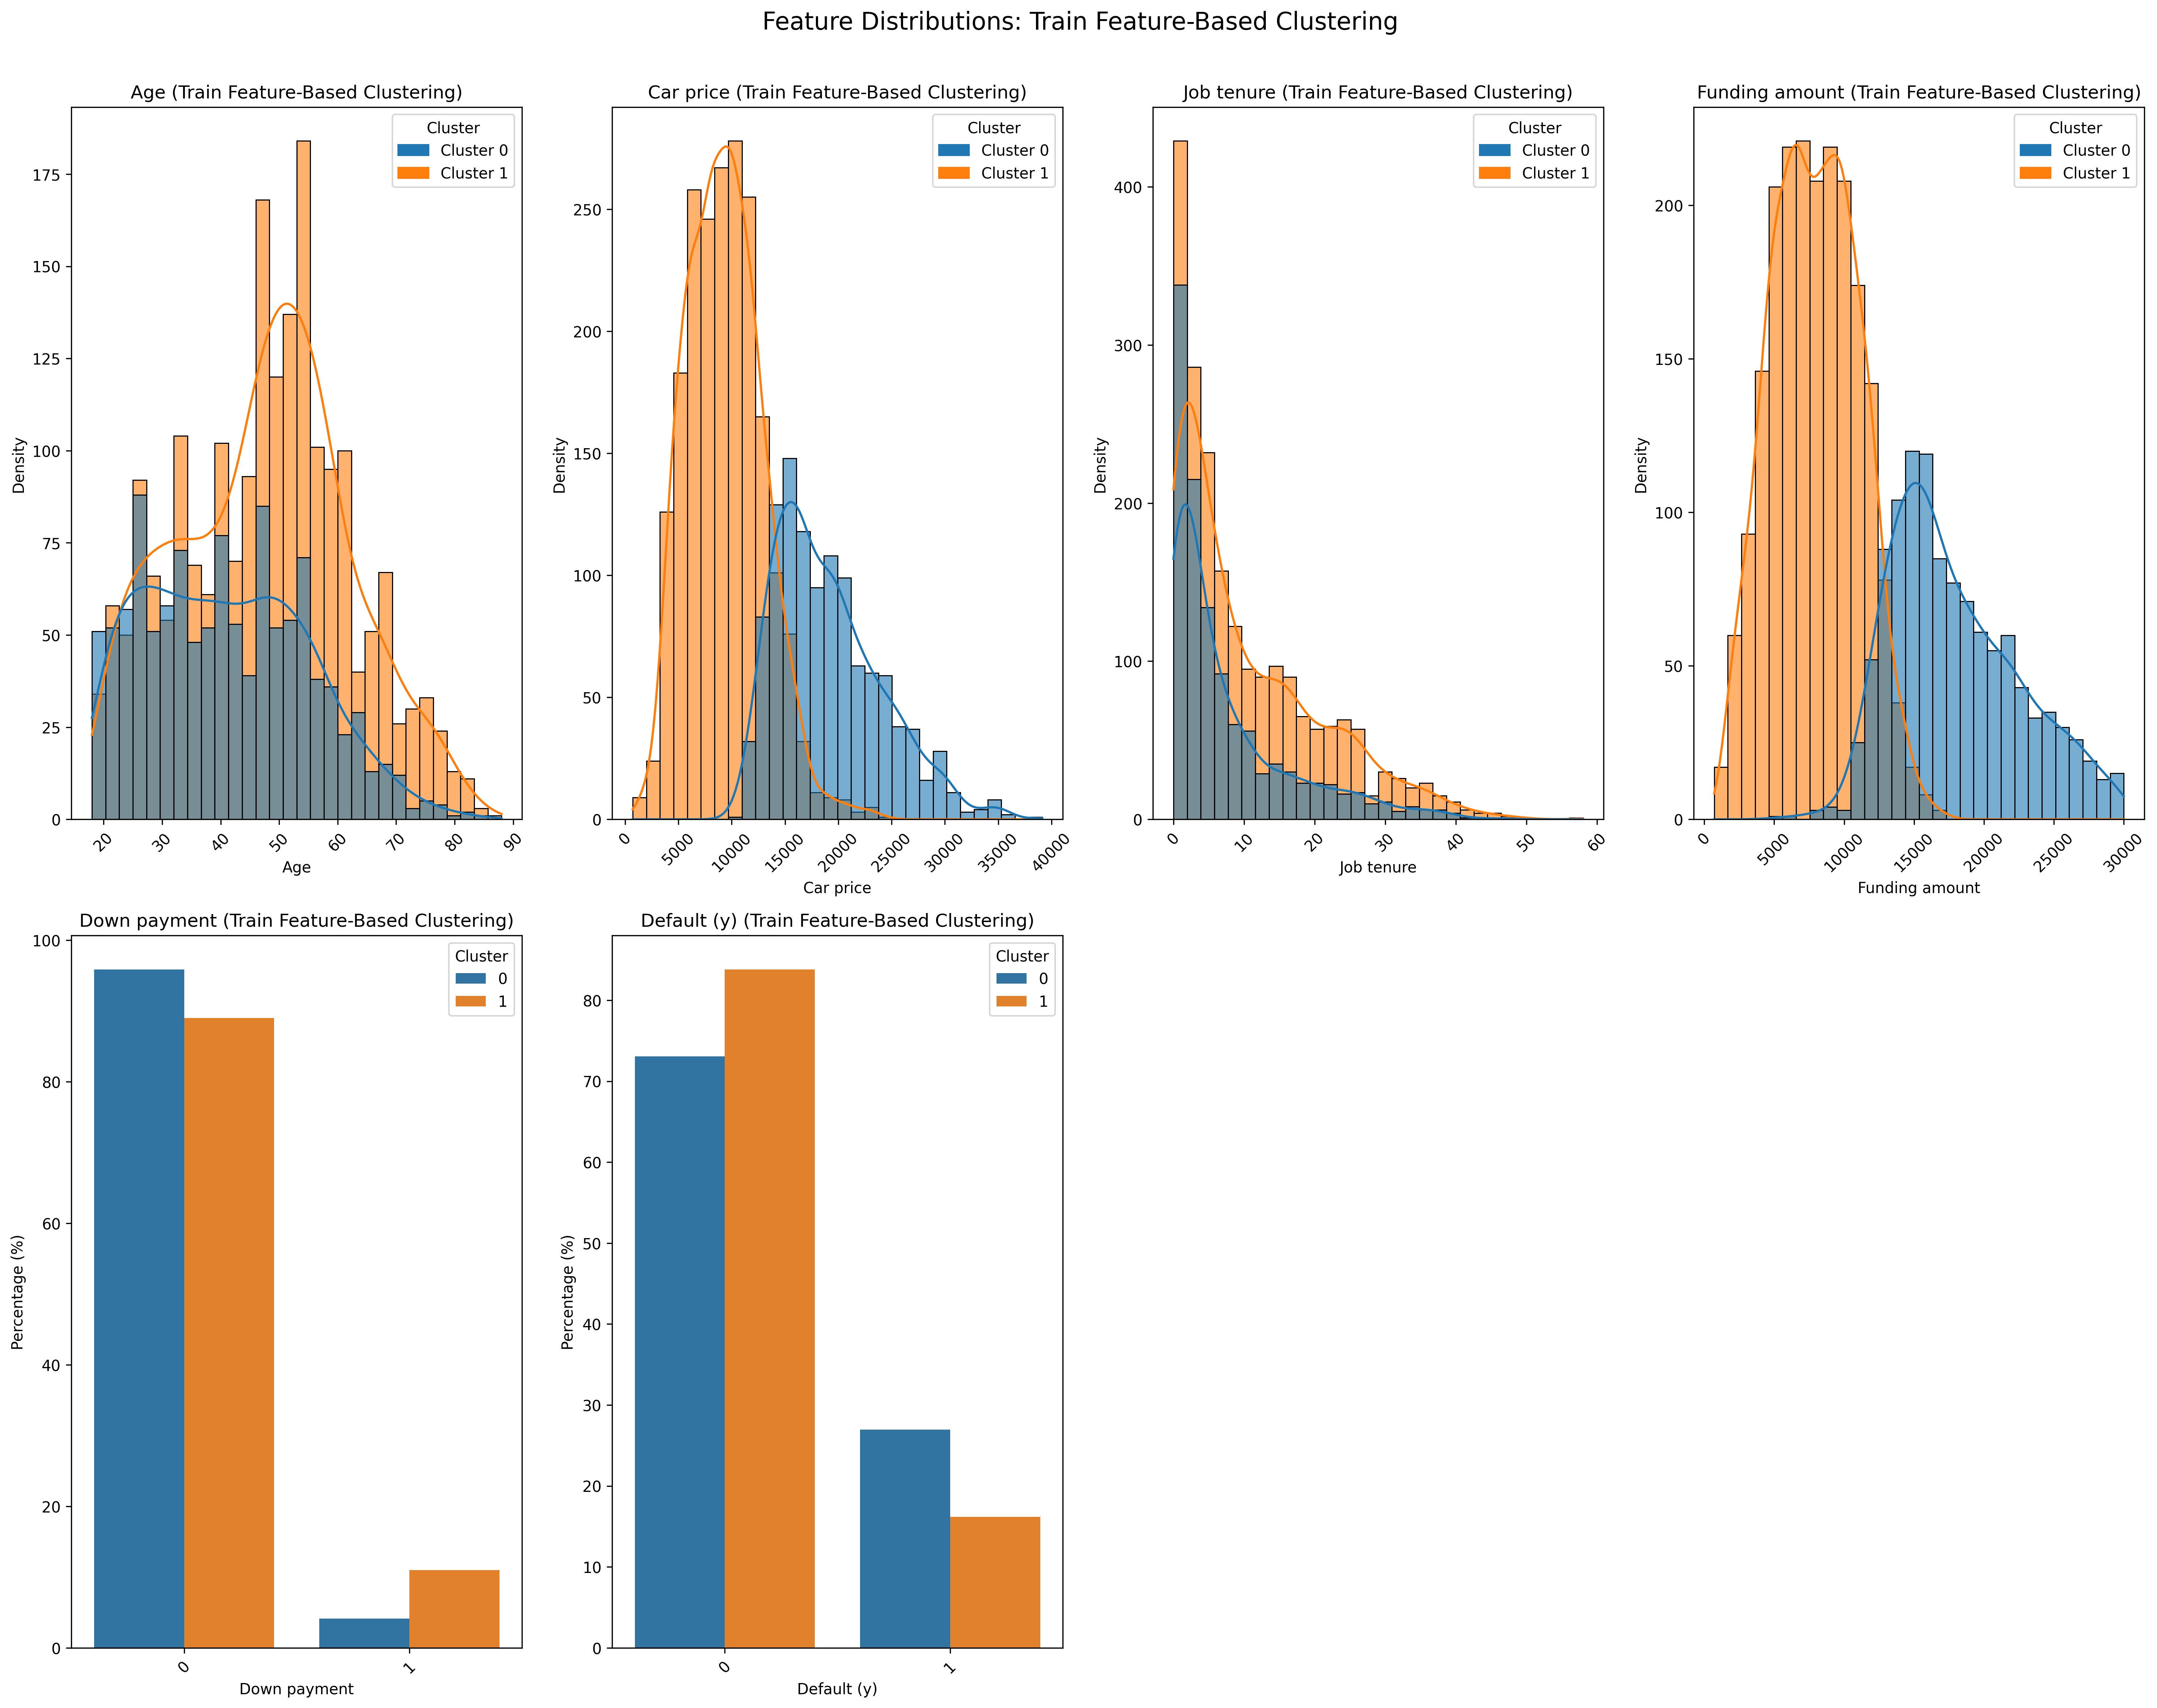 Feature Distributions: Train Feature-Based Clustering
Age (Train Feature-Based Clustering)
Density
175
150
125
100
75
50
25
0
20
30
40
50
60
70
80
90
Age
Cluster
Cluster 0
Cluster 1
Car price (Train Feature-Based Clustering)
Density
250
200
150
100
50
0
0
5000
10000
15000
20000
25000
30000
35000
40000
Car price
Cluster
Cluster 0
Cluster 1
Job tenure (Train Feature-Based Clustering)
Density
400
300
200
100
0
0
10
20
30
40
50
60
Job tenure
Cluster
Cluster 0
Cluster 1
Funding amount (Train Feature-Based Clustering)
Density
200
150
100
50
0
0
5000
10000
15000
20000
25000
30000
Funding amount
Cluster
Cluster 0
Cluster 1
Down payment (Train Feature-Based Clustering)
Percentage (%)
100
80
60
40
20
0
0
1
Down payment
Cluster
0
1
Default (y) (Train Feature-Based Clustering)
Percentage (%)
80
70
60
50
40
30
20
10
0
0
1
Default (y)
Cluster
0
1